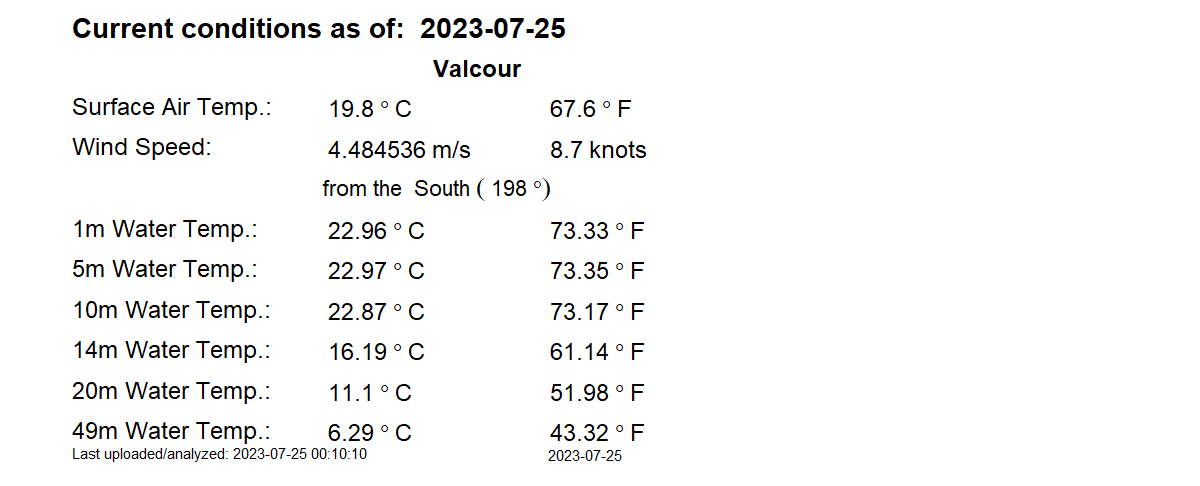 Current conditions as of: 2023-07-25
Valcour
Surface Air Temp.: 19.8 ° C 67.6 ° F
Wind Speed: 4.484536 m/s 8.7 knots
from the South ( 198 °)
1m Water Temp.: 22.96 ° C 73.33 ° F
5m Water Temp.: 22.97 ° C 73.35 ° F
10m Water Temp.: 22.87 ° C 73.17 ° F
14m Water Temp.: 16.19 ° C 61.14 ° F
20m Water Temp.: 11.1 ° C 51.98 ° F
49m Water Temp.: 6.29 ° C 43.32 ° F
Last uploaded/analyzed: 2023-07-25 00:10:10 2023-07-25